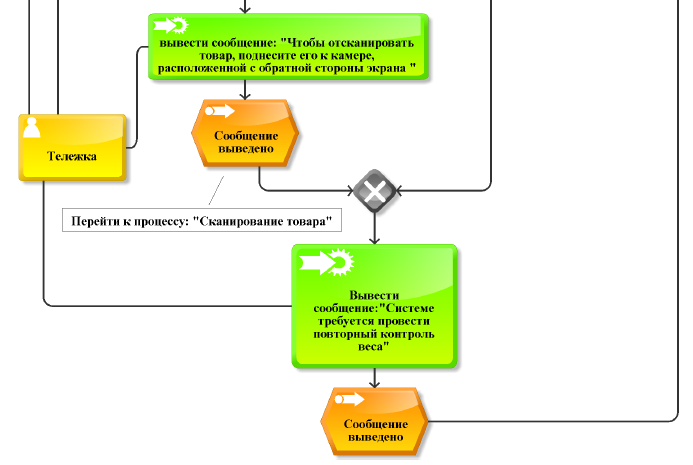 вывести сообщение: "Чтобы отсканировать
товар, поднесите его к камере,
расположенной с обратной стороны экрана "
Сообщение
выведено
Тележка
Перейти к процессу: "Сканирование товара"
Вывести
сообщение:"Системе
требуется провести
повторный контроль
веса"
Сообщение
выведено